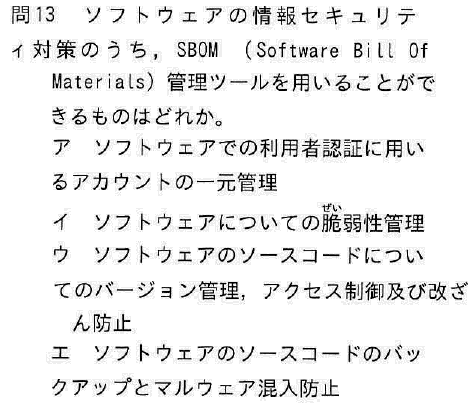 問13 ソフトウェアの情報セキュリテ
ィ対策のうち，SBOM （Software Bill Of
Materials）管理ツールを用いることがで
きるものはどれか。
ア ソフトウェアでの利用者認証に用い
るアカウントの一元管理
ぜい
イ ソフトウェアについての脆弱性管理
ウ ソフトウェアのソースコードについ
てのバージョン管理，アクセス制御及び改ざ
ん防止
エ ソフトウェアのソースコードのバッ
クアップとマルウェア混入防止